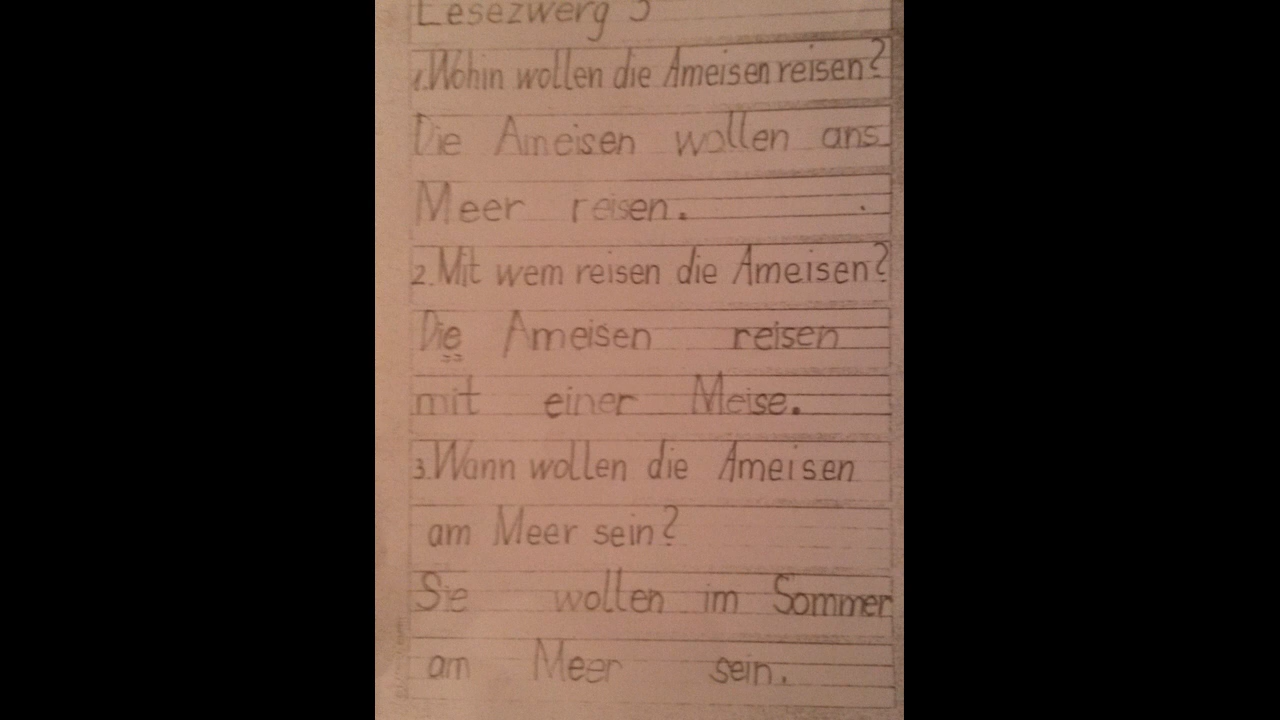 Lesezwerg 3
1. Wohin wollen die Ameisen reisen?
Die Ameisen wollen ans
Meer reisen.
2. Mit wem reisen die Ameisen?
Die Ameisen reisen
mit einer Meise.
3. Wann wollen die Ameisen
am Meer sein?
Sie wollen im Sommer
am Meer sein.